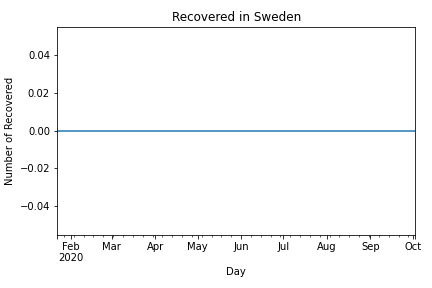 Recovered in Sweden
Number of Recovered
0.04
0.02
0.00
−0.02
−0.04
Feb Mar Apr May Jun Jul Aug Sep Oct
2020
Day